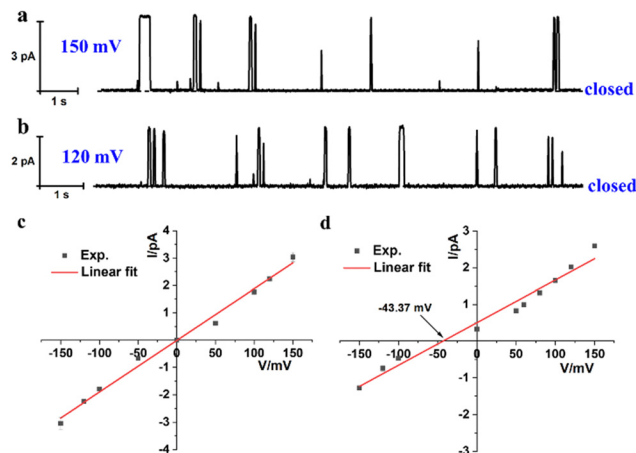 a
150 mV
3 pA
1 s
closed
b
120 mV
2 pA
1 s
closed
c
d
I/pA
4
3
2
1
0
-1
-2
-3
-4
-150 -100 -50 0 50 100 150
V/mV
Exp.
Linear fit
I/pA
3
2
1
-1
-2
-3
-150 -100 -50 0 50 100 150
V/mV
Exp.
Linear fit
-43.37 mV